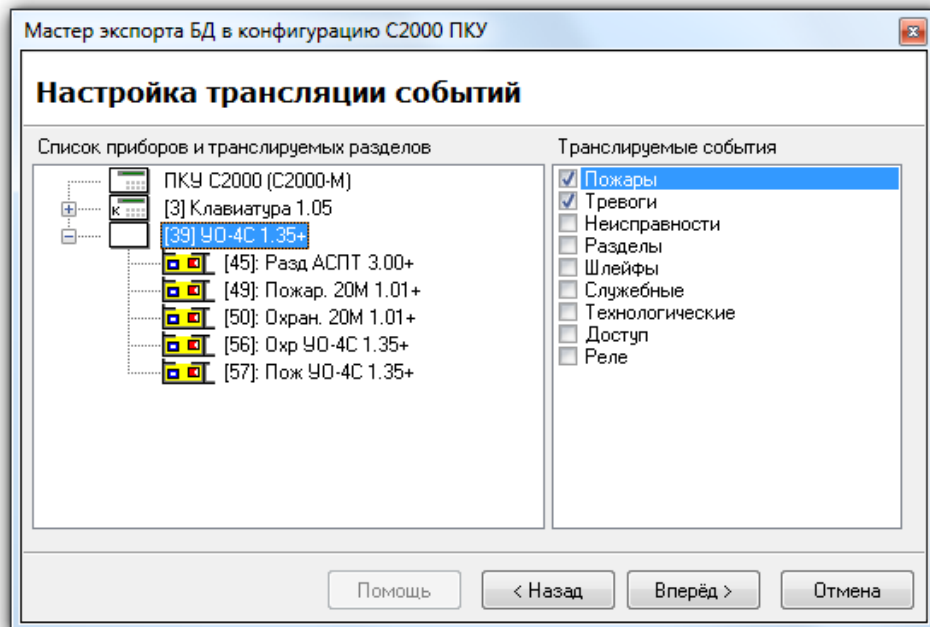 Мастер экспорта БД в конфигурацию С2000 ПКУ
Настройка трансляции событий
Список приборов и транслируемых разделов
ПКУ С2000 (С2000-М)
К [3] Клавиатура 1.05
[39] УО-4С 1.35+
[45]: Разд АСПТ 3.00+
[49]: Пожар. 20М 1.01+
[50]: Охран. 20М 1.01+
[56]: Охр УО-4С 1.35+
[57]: Пож УО-4С 1.35+
Транслируемые события
Пожары
Тревоги
Неисправности
Разделы
Шлейфы
Служебные
Технологические
Доступ
Реле
Помощь
< Назад
Вперёд >
Отмена